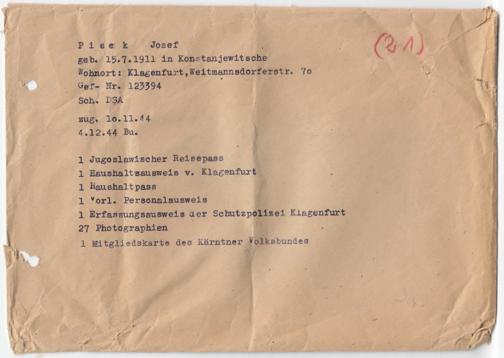 P i s e k   Josef
(21)
geb. 15.7.1911 in Konstanjewitsche
Wohnort: Klagenfurt,Weitmannsdorferstr. 7o
Gef- Nr. 123394
Sch. D3A
zug. 1o.11.44
4.12.44 Bu.
1 Jugoslawischer Reisepass
1 Haushaltsausweis v. Klagenfurt
1 Haushaltpass
1 Vorl. Personalausweis
1 Erfassungsausweis der Schutzpolizei Klagenfurt
27 Photographien
1 Mitgliedskarte des Kärntner Volksbundes